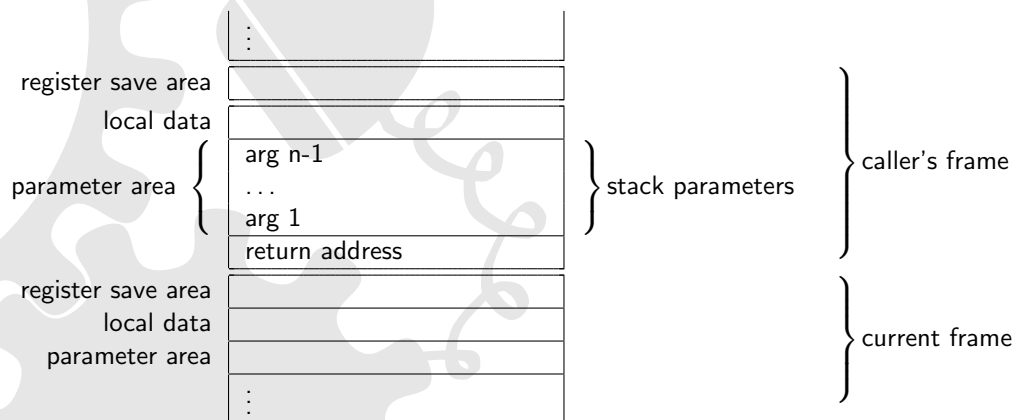 ⋮
register save area
local data
arg n-1
parameter area { . . . } stack parameters } caller's frame
arg 1
return address
register save area
local data
parameter area } current frame
⋮